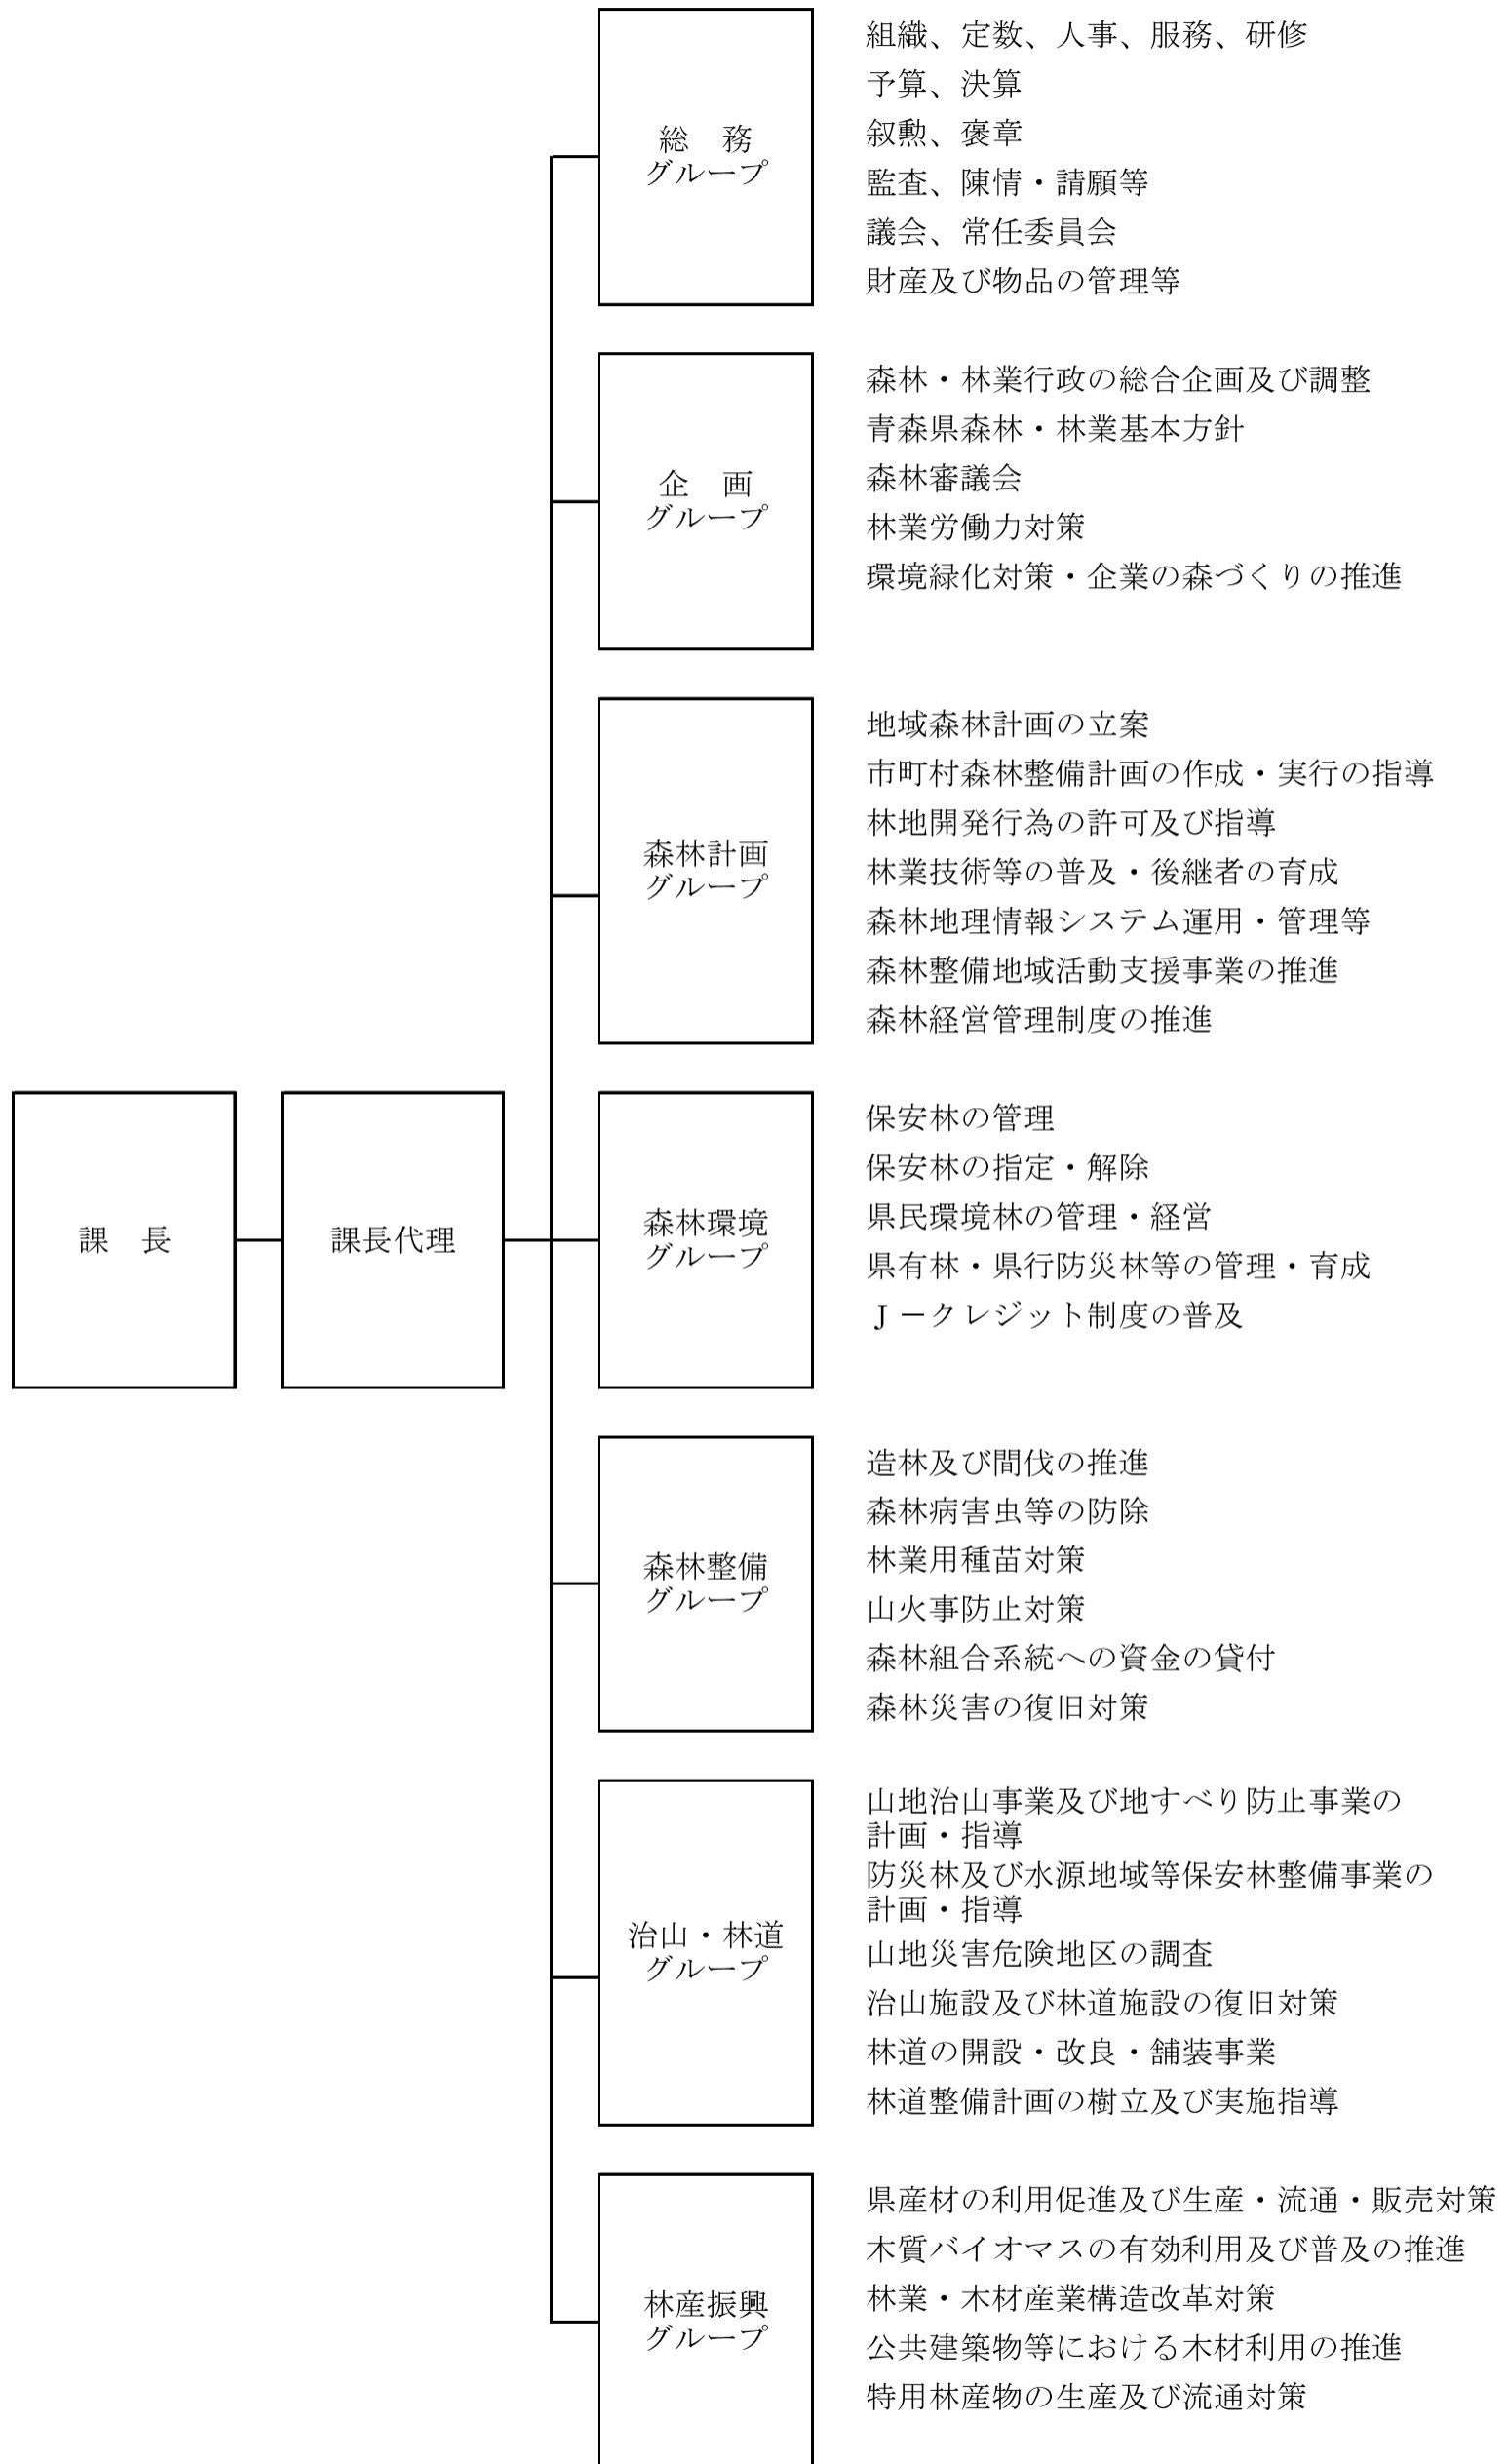 総　務
グループ
組織、定数、人事、服務、研修
予算、決算
叙勲、褒章
監査、陳情・請願等
議会、常任委員会
財産及び物品の管理等
企　画
グループ
森林・林業行政の総合企画及び調整
青森県森林・林業基本方針
森林審議会
林業労働力対策
環境緑化対策・企業の森づくりの推進
森林計画
グループ
地域森林計画の立案
市町村森林整備計画の作成・実行の指導
林地開発行為の許可及び指導
林業技術等の普及・後継者の育成
森林地理情報システム運用・管理等
森林整備地域活動支援事業の推進
森林経営管理制度の推進
課　長
課長代理
森林環境
グループ
保安林の管理
保安林の指定・解除
県民環境林の管理・経営
県有林・県行防災林等の管理・育成
Ｊ－クレジット制度の普及
森林整備
グループ
造林及び間伐の推進
森林病害虫等の防除
林業用種苗対策
山火事防止対策
森林組合系統への資金の貸付
森林災害の復旧対策
治山・林道
グループ
山地治山事業及び地すべり防止事業の
計画・指導
防災林及び水源地域等保安林整備事業の
計画・指導
山地災害危険地区の調査
治山施設及び林道施設の復旧対策
林道の開設・改良・舗装事業
林道整備計画の樹立及び実施指導
林産振興
グループ
県産材の利用促進及び生産・流通・販売対策
木質バイオマスの有効利用及び普及の推進
林業・木材産業構造改革対策
公共建築物等における木材利用の推進
特用林産物の生産及び流通対策